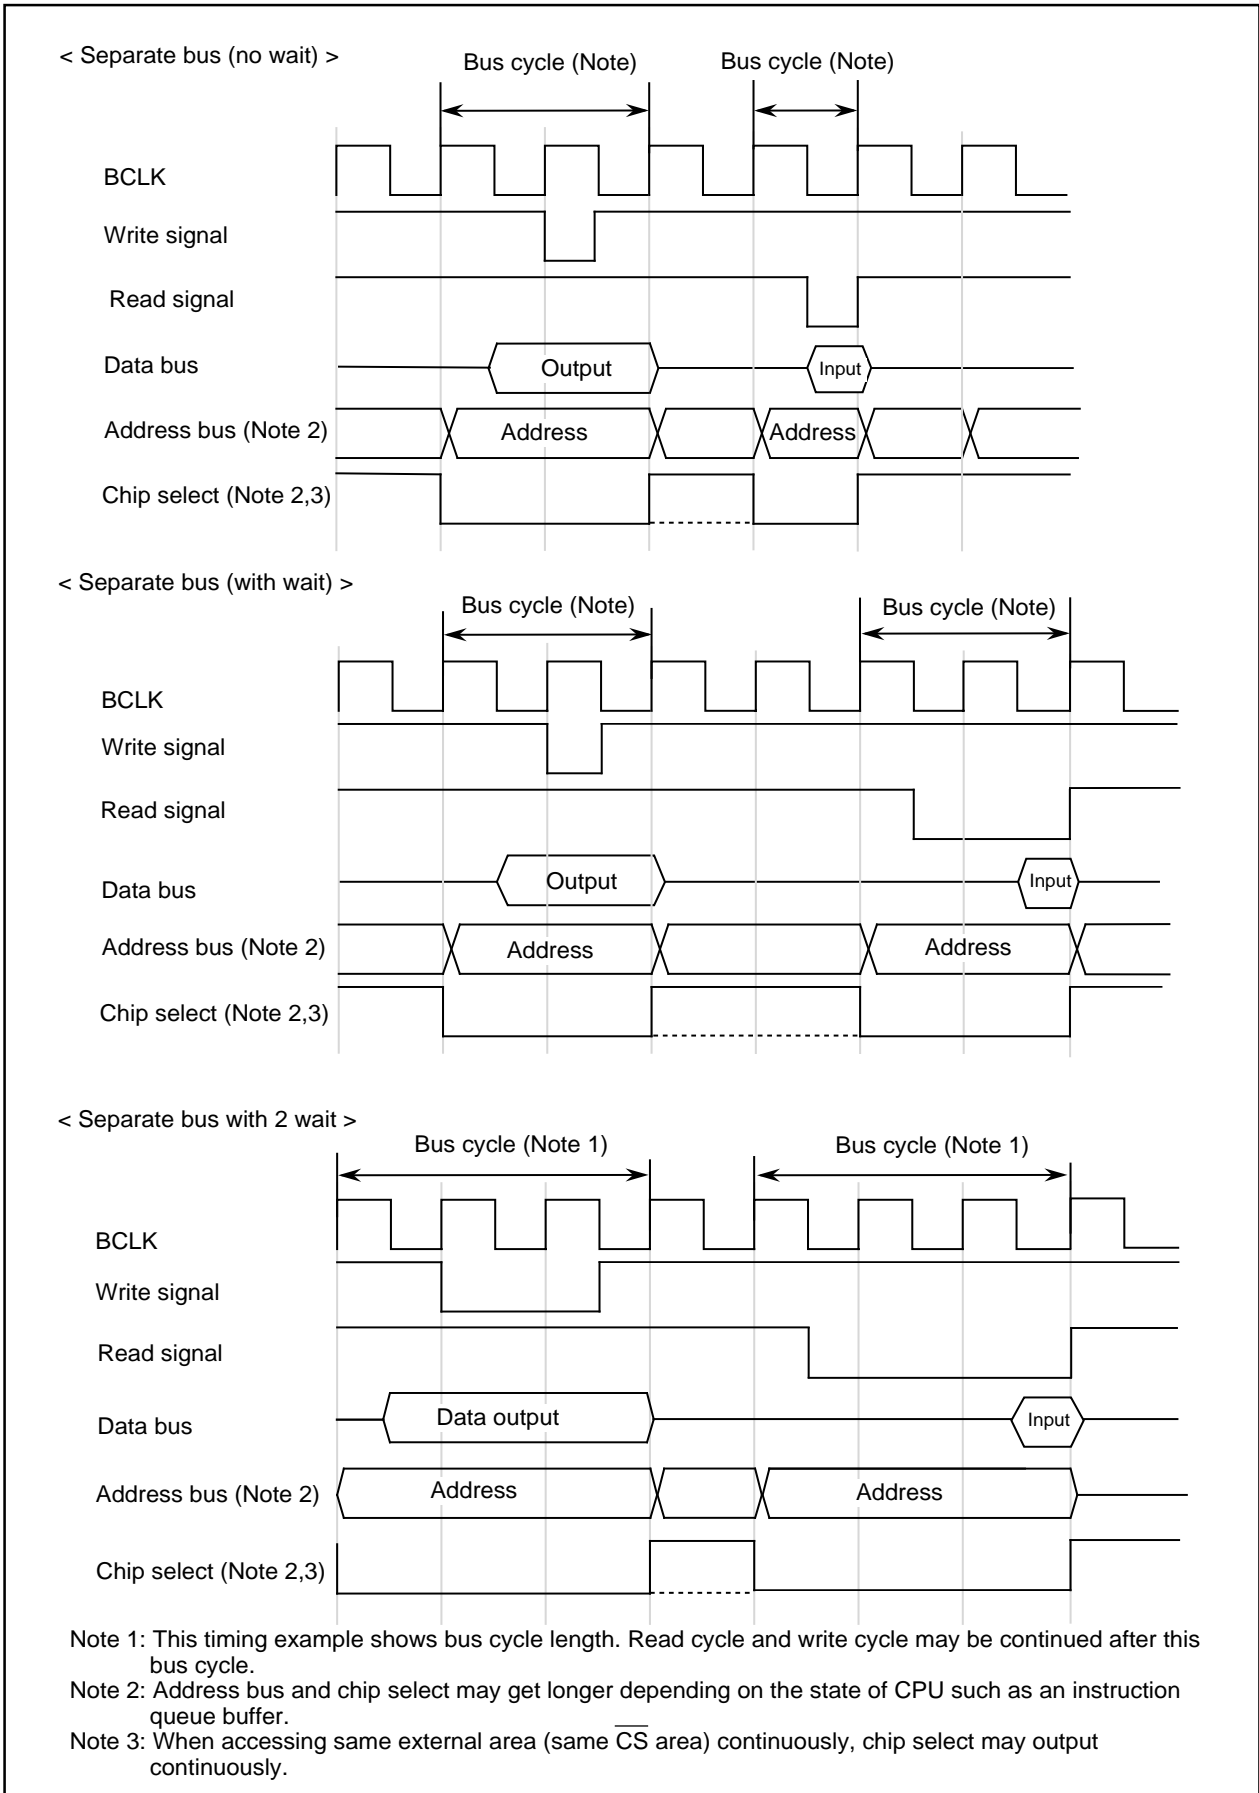 < Separate bus (no wait) >
Bus cycle (Note)
Bus cycle (Note)
BCLK
Write signal
Read signal
Data bus
Output
Input
Address bus (Note 2)
Address
Address
Chip select (Note 2,3)
< Separate bus (with wait) >
Bus cycle (Note)
Bus cycle (Note)
BCLK
Write signal
Read signal
Data bus
Output
Input
Address bus (Note 2)
Address
Address
Chip select (Note 2,3)
< Separate bus with 2 wait >
Bus cycle (Note 1)
Bus cycle (Note 1)
BCLK
Write signal
Read signal
Data bus
Data output
Input
Address bus (Note 2)
Address
Address
Chip select (Note 2,3)
Note 1: This timing example shows bus cycle length. Read cycle and write cycle may be continued after this
bus cycle.
Note 2: Address bus and chip select may get longer depending on the state of CPU such as an instruction
queue buffer.
Note 3: When accessing same external area (same C̅S̅ area) continuously, chip select may output
continuously.